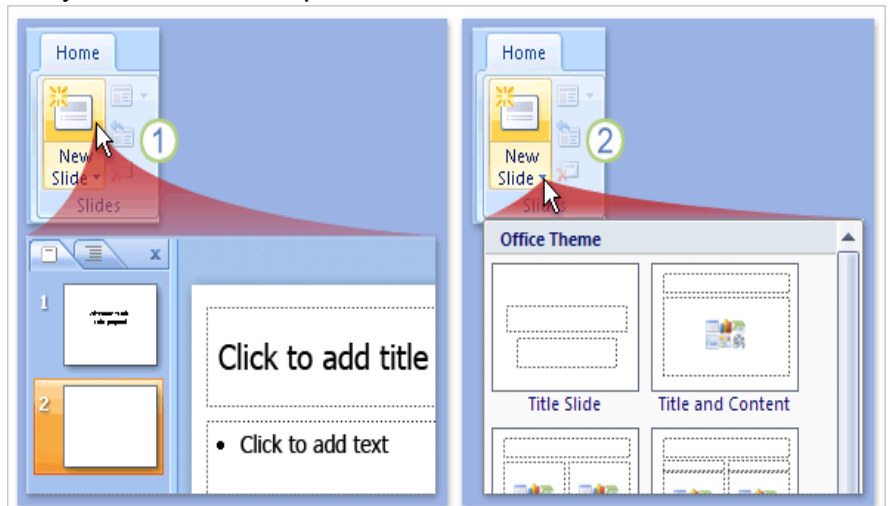 Home
1
New
Slide
Slides
x
1
2
Click to add title
• Click to add text
Home
2
New
Slide
Office Theme
Title Slide
Title and Content